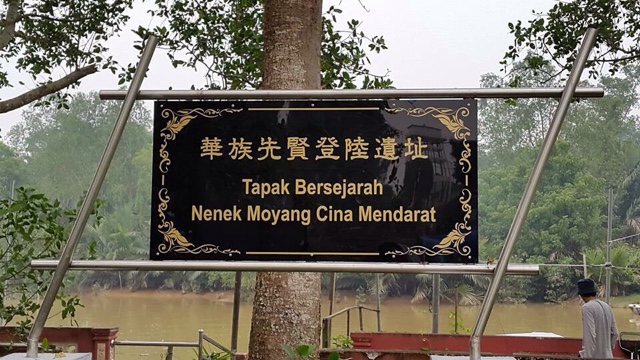 華族先賢登陸遺址
Tapak Bersejarah
Nenek Moyang Cina Mendarat